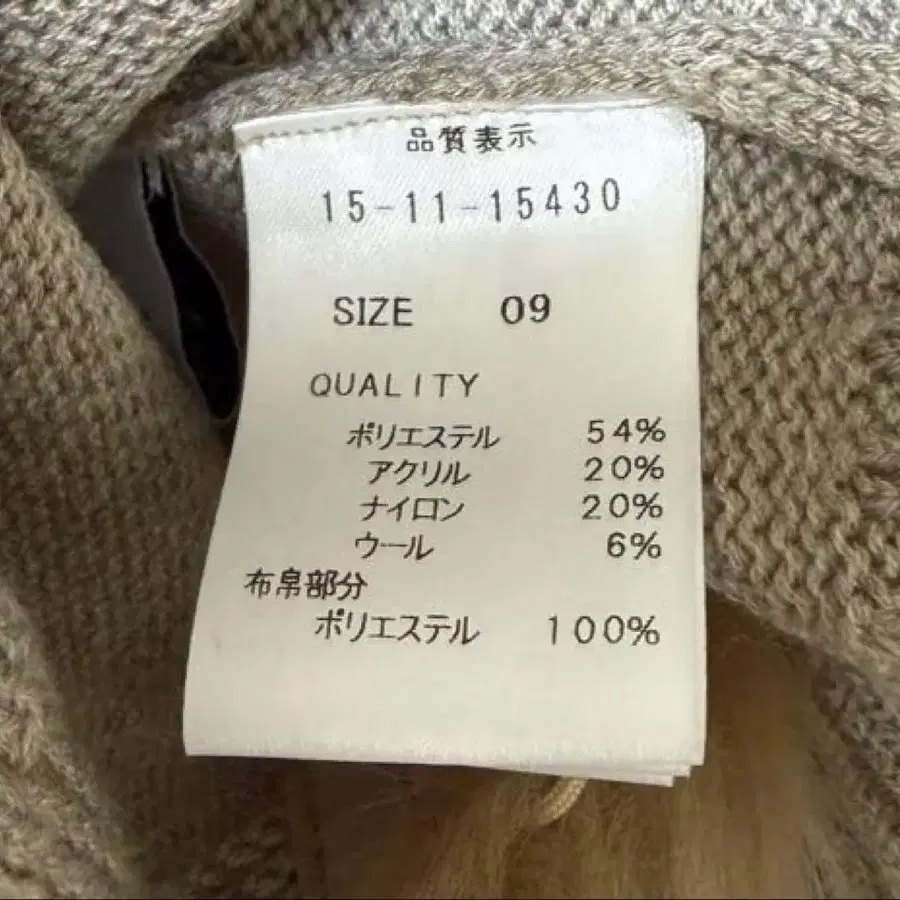 品質表示
15-11-15430
SIZE 09
QUALITY
ポリエステル 54%
アクリル 20%
ナイロン 20%
ウール 6%
布帛部分
ポリエステル 100%